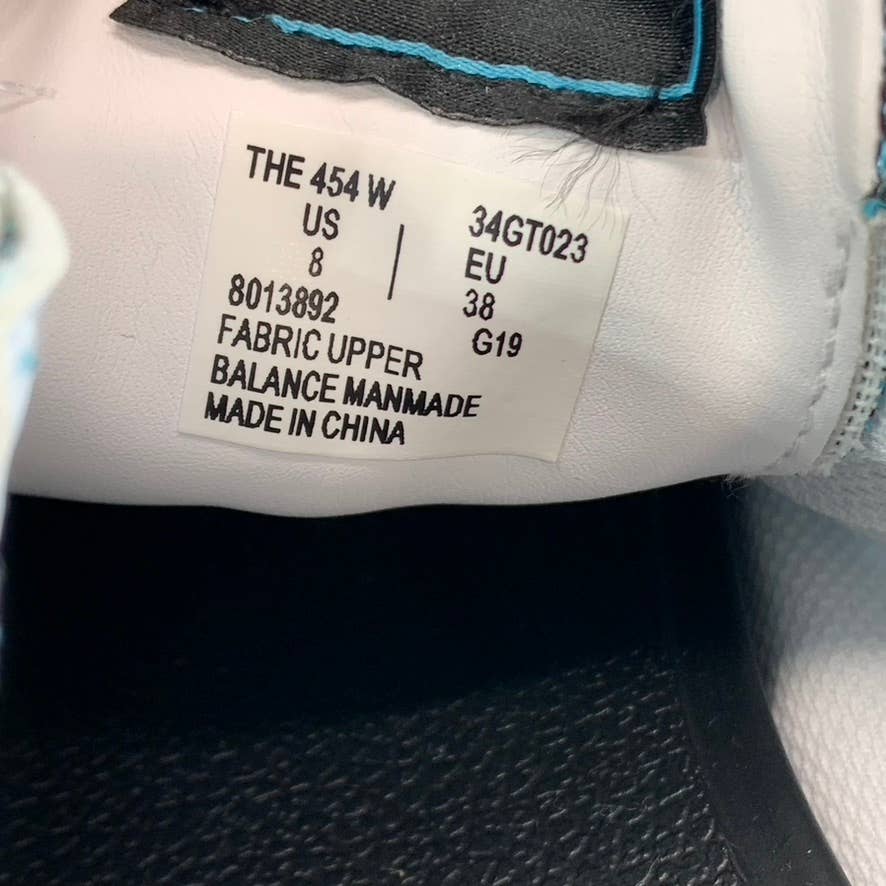 THE 454 W 34GT023
US | EU
8 38
8013892 G19
FABRIC UPPER
BALANCE MANMADE
MADE IN CHINA